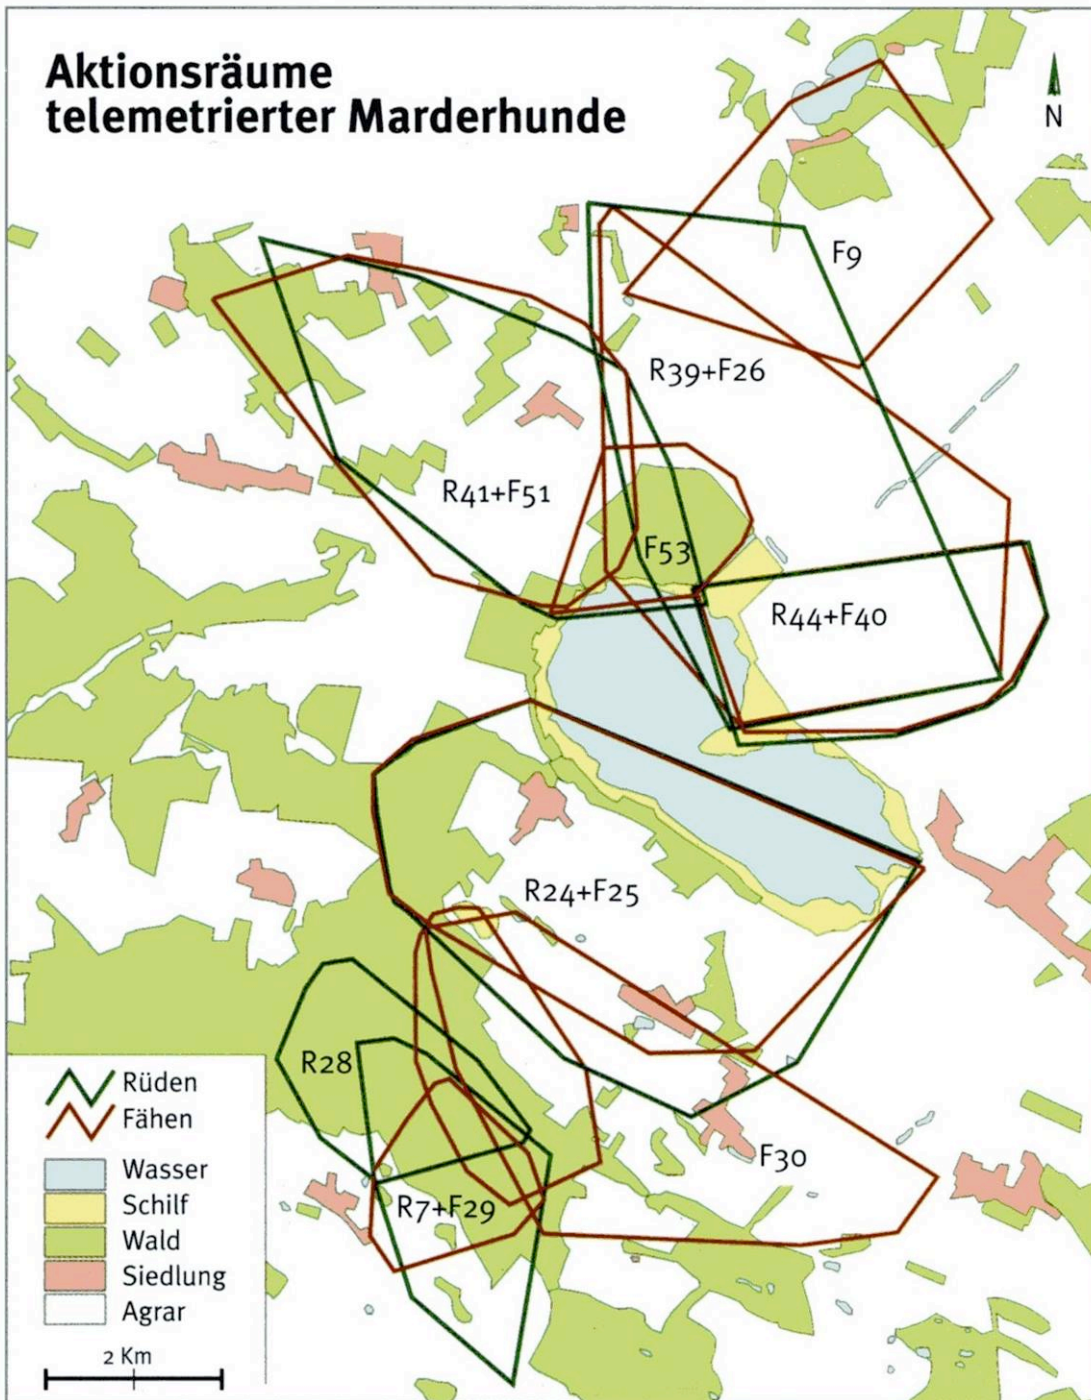 Aktionsräume
telemetrierter Marderhunde
N
F9
R39+F26
R41+F51
F53
R44+F40
R24+F25
R28
F30
R7+F29
Rüden
Fähen
Wasser
Schilf
Wald
Siedlung
Agrar
2 Km